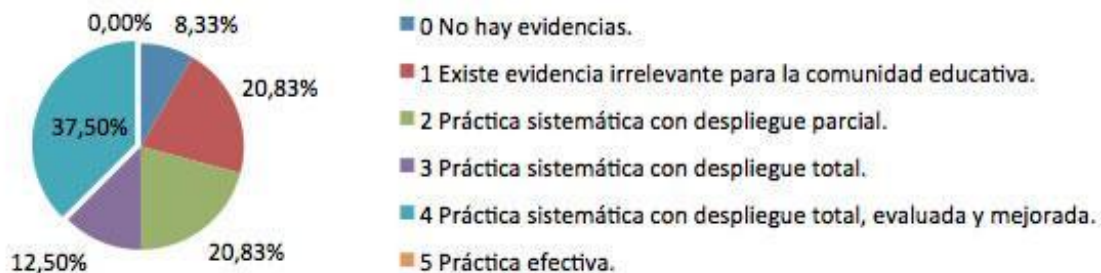 0,00%
8,33%
20,83%
37,50%
12,50%
20,83%
0 No hay evidencias.
1 Existe evidencia irrelevante para la comunidad educativa.
2 Práctica sistemática con despliegue parcial.
3 Práctica sistemática con despliegue total.
4 Práctica sistemática con despliegue total, evaluada y mejorada.
5 Práctica efectiva.